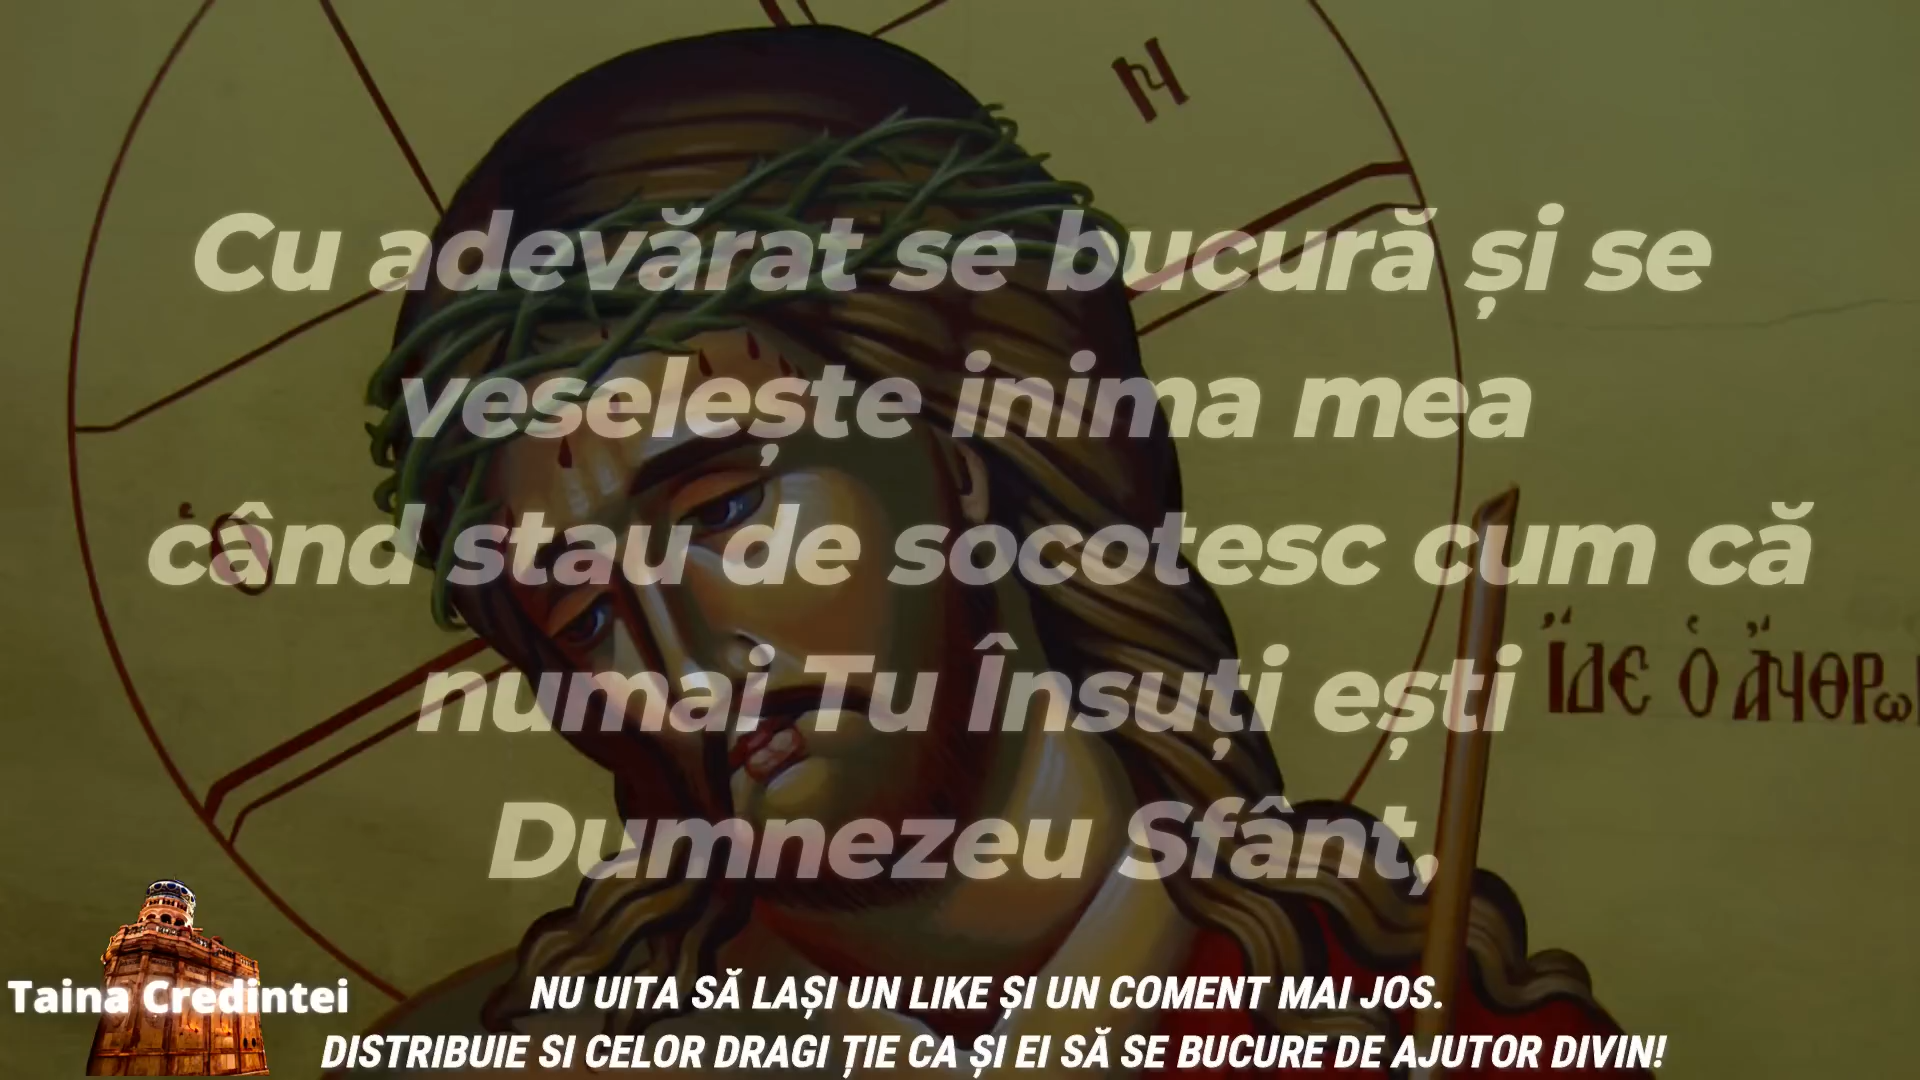 Ν
Cu adevărat se bucură și se
veselește inima mea
când stau de socotesc cum că
Ὁ
numai Tu Însuți ești
ἼΔΕ Ὁ ἌΝΘΡω
Dumnezeu Sfânt,
Taina Credintei
NU UITA SĂ LAȘI UN LIKE ȘI UN COMENT MAI JOS.
DISTRIBUIE SI CELOR DRAGI ȚIE CA ȘI EI SĂ SE BUCURE DE AJUTOR DIVIN!